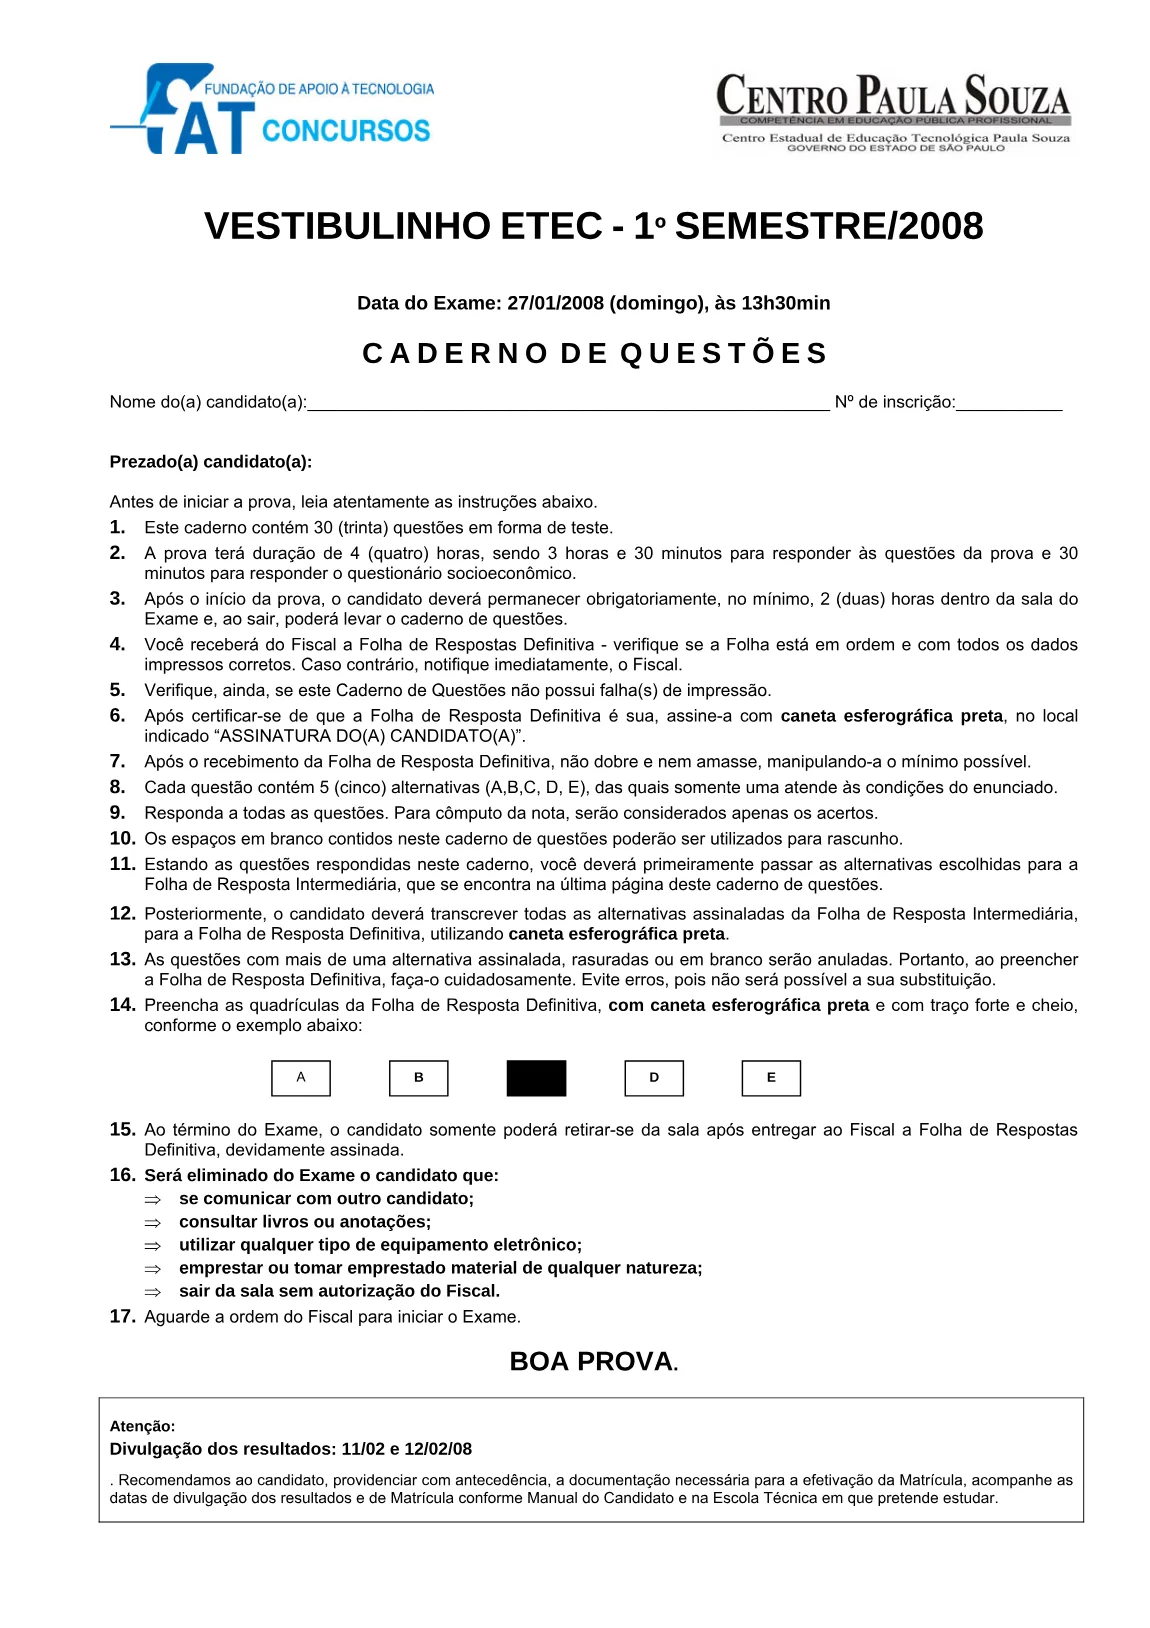 FUNDAÇÃO DE APOIO À TECNOLOGIA
FAT CONCURSOS
CENTRO PAULA SOUZA
COMPETÊNCIA EM EDUCAÇÃO PÚBLICA PROFISSIONAL
Centro Estadual de Educação Tecnológica Paula Souza
GOVERNO DO ESTADO DE SÃO PAULO
VESTIBULINHO ETEC - 1º SEMESTRE/2008
Data do Exame: 27/01/2008 (domingo), às 13h30min
C A D E R N O D E Q U E S T Õ E S
Nome do(a) candidato(a):______________________________________________________ Nº de inscrição:___________
Prezado(a) candidato(a):
Antes de iniciar a prova, leia atentamente as instruções abaixo.
1. Este caderno contém 30 (trinta) questões em forma de teste.
2. A prova terá duração de 4 (quatro) horas, sendo 3 horas e 30 minutos para responder às questões da prova e 30
minutos para responder o questionário socioeconômico.
3. Após o início da prova, o candidato deverá permanecer obrigatoriamente, no mínimo, 2 (duas) horas dentro da sala do
Exame e, ao sair, poderá levar o caderno de questões.
4. Você receberá do Fiscal a Folha de Respostas Definitiva - verifique se a Folha está em ordem e com todos os dados
impressos corretos. Caso contrário, notifique imediatamente, o Fiscal.
5. Verifique, ainda, se este Caderno de Questões não possui falha(s) de impressão.
6. Após certificar-se de que a Folha de Resposta Definitiva é sua, assine-a com caneta esferográfica preta, no local
indicado “ASSINATURA DO(A) CANDIDATO(A)”.
7. Após o recebimento da Folha de Resposta Definitiva, não dobre e nem amasse, manipulando-a o mínimo possível.
8. Cada questão contém 5 (cinco) alternativas (A,B,C, D, E), das quais somente uma atende às condições do enunciado.
9. Responda a todas as questões. Para cômputo da nota, serão considerados apenas os acertos.
10. Os espaços em branco contidos neste caderno de questões poderão ser utilizados para rascunho.
11. Estando as questões respondidas neste caderno, você deverá primeiramente passar as alternativas escolhidas para a
Folha de Resposta Intermediária, que se encontra na última página deste caderno de questões.
12. Posteriormente, o candidato deverá transcrever todas as alternativas assinaladas da Folha de Resposta Intermediária,
para a Folha de Resposta Definitiva, utilizando caneta esferográfica preta.
13. As questões com mais de uma alternativa assinalada, rasuradas ou em branco serão anuladas. Portanto, ao preencher
a Folha de Resposta Definitiva, faça-o cuidadosamente. Evite erros, pois não será possível a sua substituição.
14. Preencha as quadrículas da Folha de Resposta Definitiva, com caneta esferográfica preta e com traço forte e cheio,
conforme o exemplo abaixo:
A B D E
15. Ao término do Exame, o candidato somente poderá retirar-se da sala após entregar ao Fiscal a Folha de Respostas
Definitiva, devidamente assinada.
16. Será eliminado do Exame o candidato que:
⇒ se comunicar com outro candidato;
⇒ consultar livros ou anotações;
⇒ utilizar qualquer tipo de equipamento eletrônico;
⇒ emprestar ou tomar emprestado material de qualquer natureza;
⇒ sair da sala sem autorização do Fiscal.
17. Aguarde a ordem do Fiscal para iniciar o Exame.
BOA PROVA.
Atenção:
Divulgação dos resultados: 11/02 e 12/02/08
. Recomendamos ao candidato, providenciar com antecedência, a documentação necessária para a efetivação da Matrícula, acompanhe as
datas de divulgação dos resultados e de Matrícula conforme Manual do Candidato e na Escola Técnica em que pretende estudar.